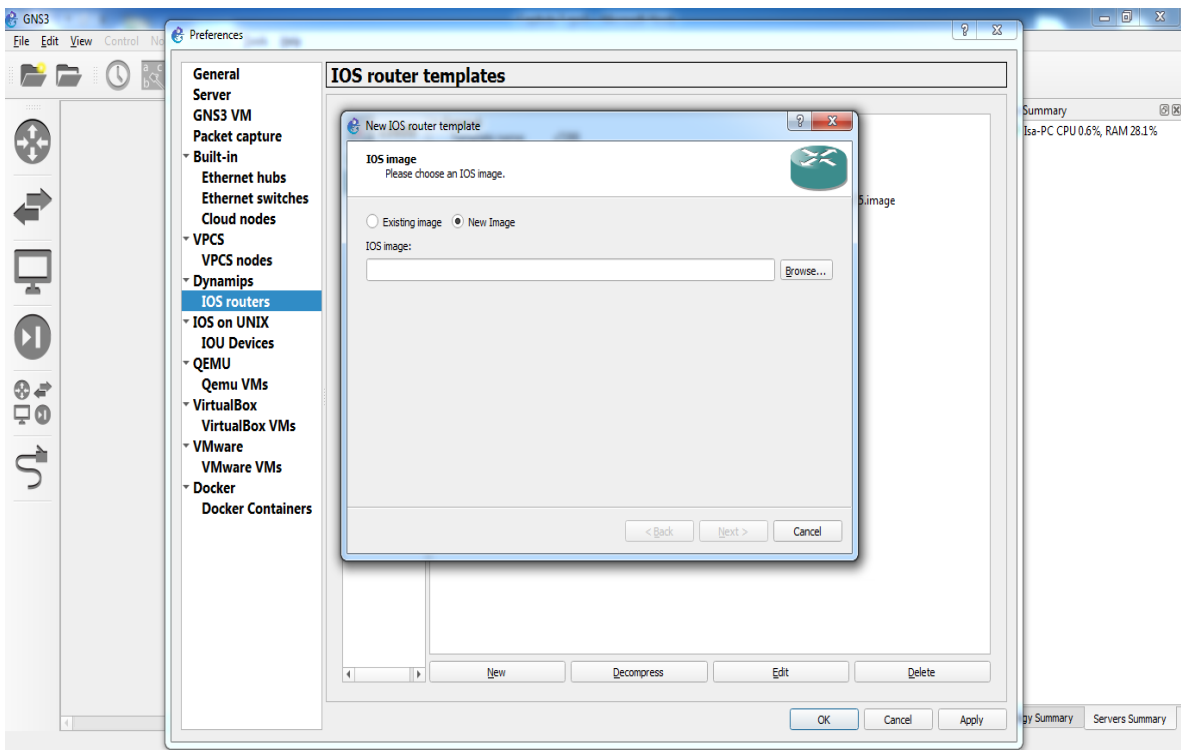 GNS3
File Edit View Control No
Preferences
Help
General
Server
GNS3 VM
Packet capture
Built-in
Ethernet hubs
Ethernet switches
Cloud nodes
VPCS
VPCS nodes
Dynamips
IOS routers
IOS on UNIX
IOU Devices
QEMU
Qemu VMs
VirtualBox
VirtualBox VMs
VMware
VMware VMs
Docker
Docker Containers
IOS router templates
New IOS router template
IOS image
Please choose an IOS image.
Existing image New Image
IOS image:
Browse...
< Back Next > Cancel
5.image
New Decompress Edit Delete
OK Cancel Apply
Summary
Isa-PC CPU 0.6%, RAM 28.1%
gy Summary Servers Summary